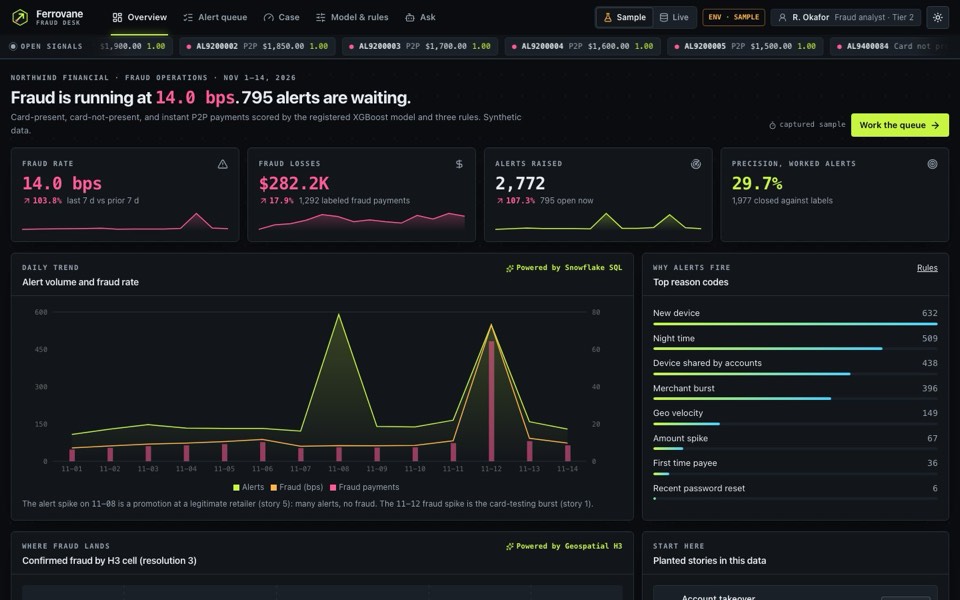 Ferrovane
FRAUD DESK
Overview
Alert queue
Case
Model & rules
Ask
Sample
Live
ENV · SAMPLE
R. Okafor Fraud analyst · Tier 2
OPEN SIGNALS
$1,900.00 1.00
AL9200002 P2P $1,850.00 1.00
AL9200003 P2P $1,700.00 1.00
AL9200004 P2P $1,600.00 1.00
AL9200005 P2P $1,500.00 1.00
AL9400084 Card not pr
NORTHWIND FINANCIAL · FRAUD OPERATIONS · NOV 1–14, 2026
Fraud is running at 14.0 bps. 795 alerts are waiting.
Card-present, card-not-present, and instant P2P payments scored by the registered XGBoost model and three rules. Synthetic
data.
captured sample
Work the queue →
FRAUD RATE
14.0 bps
↗ 103.8% last 7 d vs prior 7 d
FRAUD LOSSES
$
$282.2K
↗ 17.9% 1,292 labeled fraud payments
ALERTS RAISED
2,772
↗ 107.3% 795 open now
PRECISION, WORKED ALERTS
29.7%
1,977 closed against labels
DAILY TREND
Powered by Snowflake SQL
Alert volume and fraud rate
600
450
300
150
0
80
60
40
20
0
11-01 11-02 11-03 11-04 11-05 11-06 11-07 11-08 11-09 11-10 11-11 11-12 11-13 11-14
Alerts Fraud (bps) Fraud payments
The alert spike on 11-08 is a promotion at a legitimate retailer (story 5): many alerts, no fraud. The 11-12 fraud spike is the card-testing burst (story 1).
WHY ALERTS FIRE
Rules
Top reason codes
New device 632
Night time 509
Device shared by accounts 438
Merchant burst 396
Geo velocity 149
Amount spike 67
First time payee 36
Recent password reset 6
WHERE FRAUD LANDS
Powered by Geospatial H3
Confirmed fraud by H3 cell (resolution 3)
START HERE
Planted stories in this data
Account takeover